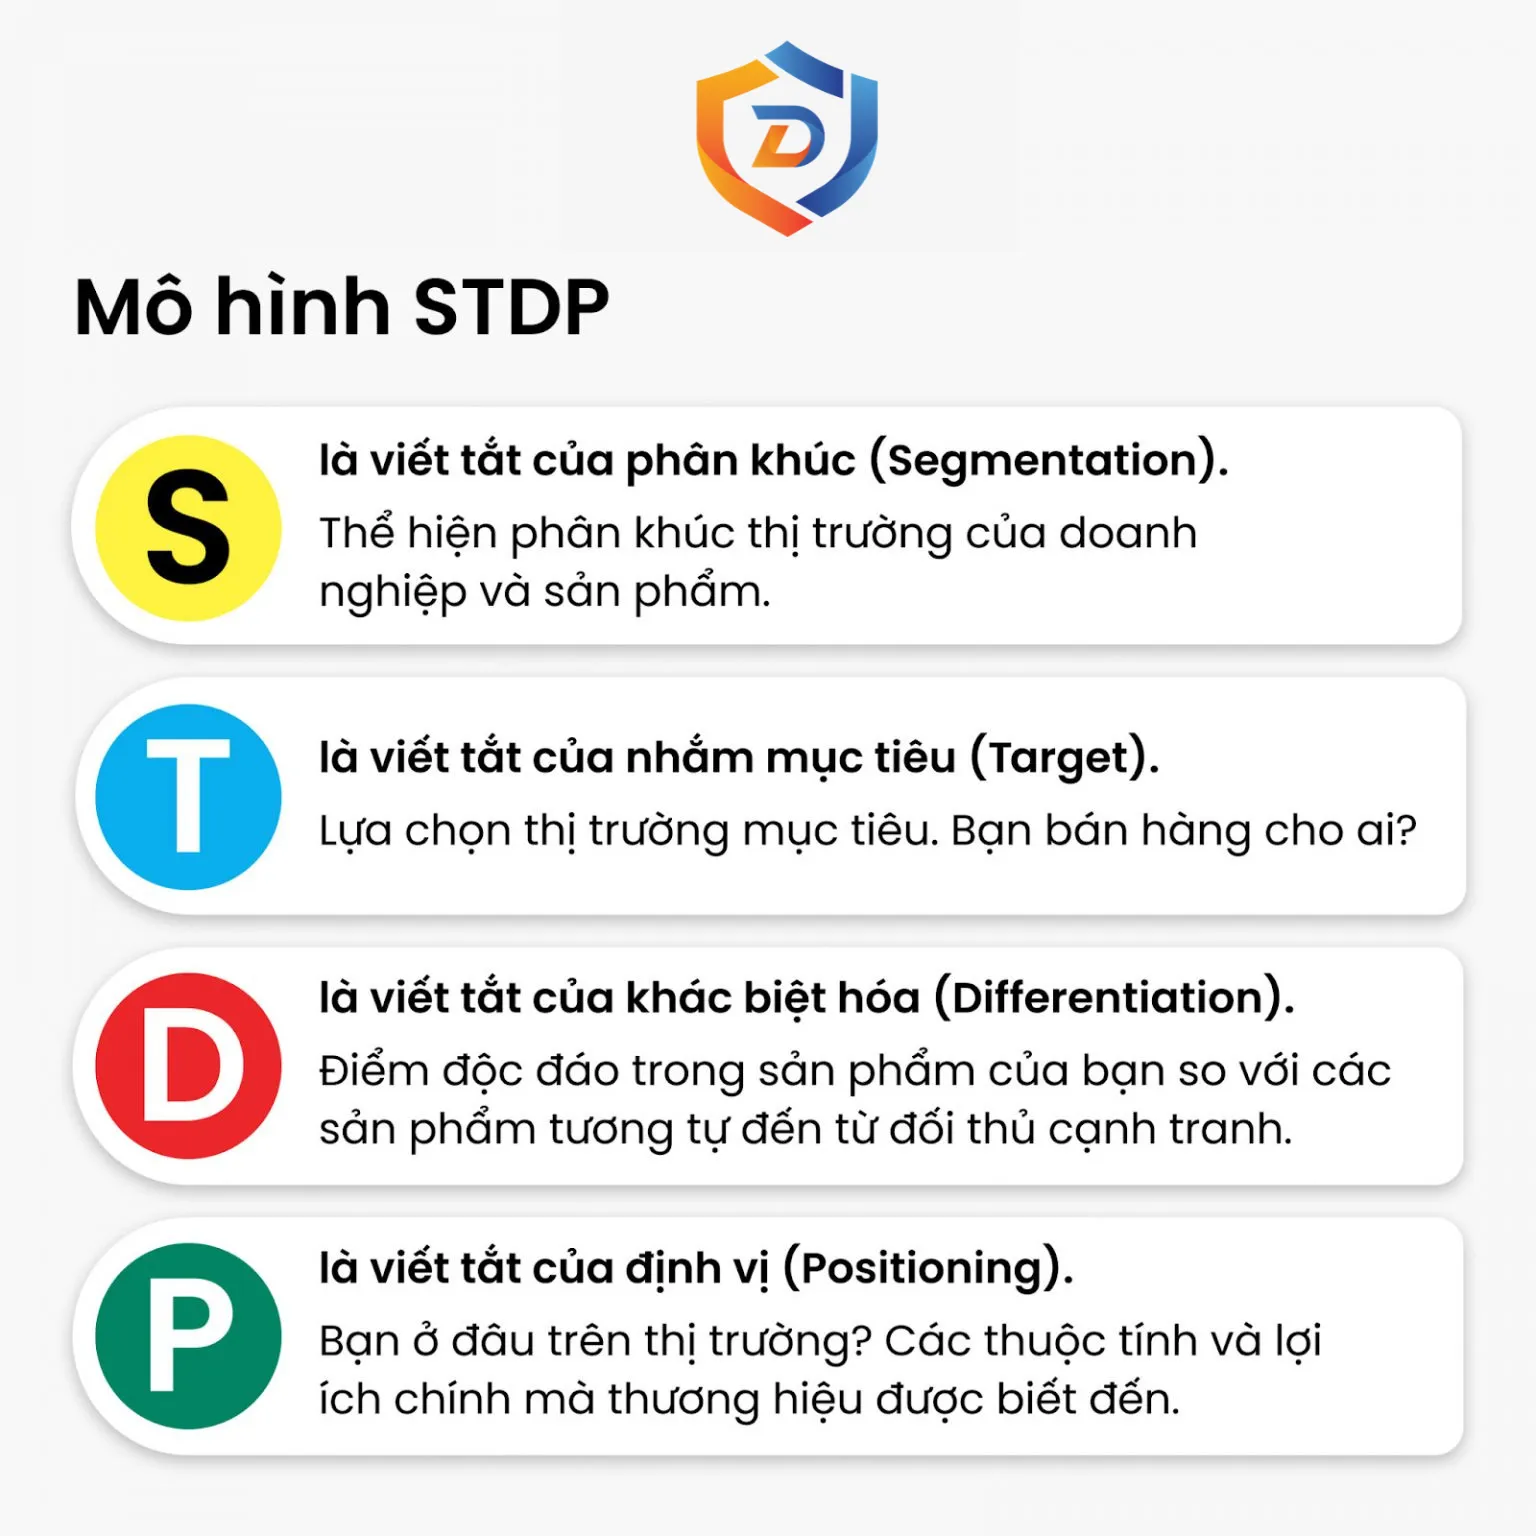 D
Mô hình STDP
S
là viết tắt của phân khúc (Segmentation).
Thể hiện phân khúc thị trường của doanh
nghiệp và sản phẩm.
T
là viết tắt của nhắm mục tiêu (Target).
Lựa chọn thị trường mục tiêu. Bạn bán hàng cho ai?
D
là viết tắt của khác biệt hóa (Differentiation).
Điểm độc đáo trong sản phẩm của bạn so với các
sản phẩm tương tự đến từ đối thủ cạnh tranh.
P
là viết tắt của định vị (Positioning).
Bạn ở đâu trên thị trường? Các thuộc tính và lợi
ích chính mà thương hiệu được biết đến.